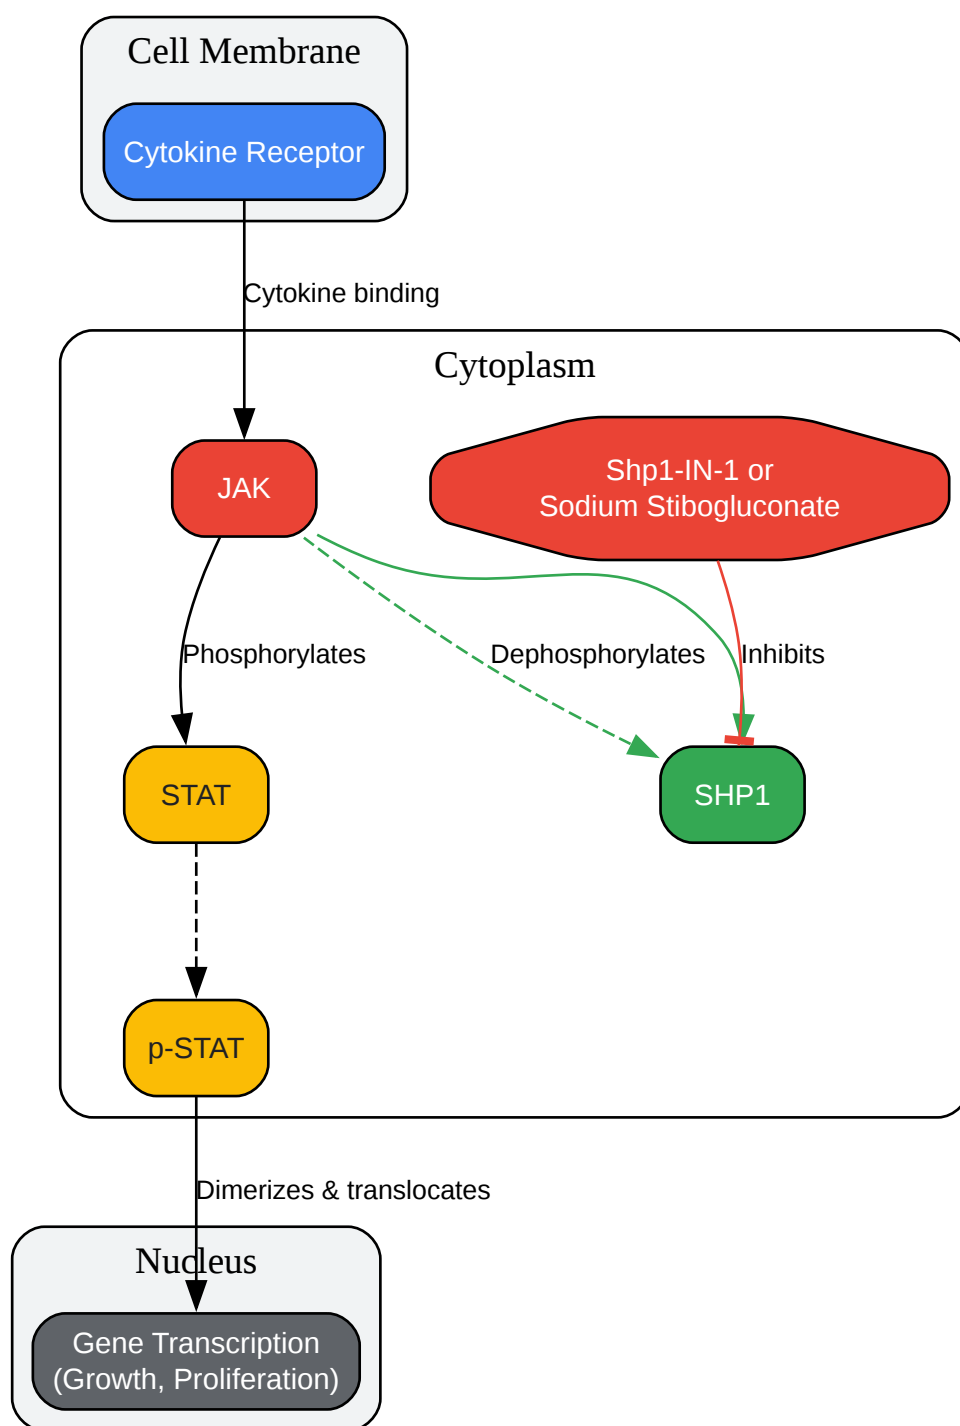 Cell Membrane
Cytokine Receptor
Cytokine binding
Cytoplasm
JAK
Shp1-IN-1 or
Sodium Stibogluconate
Phosphorylates
Dephosphorylates
Inhibits
STAT
SHP1
p-STAT
Dimerizes & translocates
Nucleus
Gene Transcription
(Growth, Proliferation)